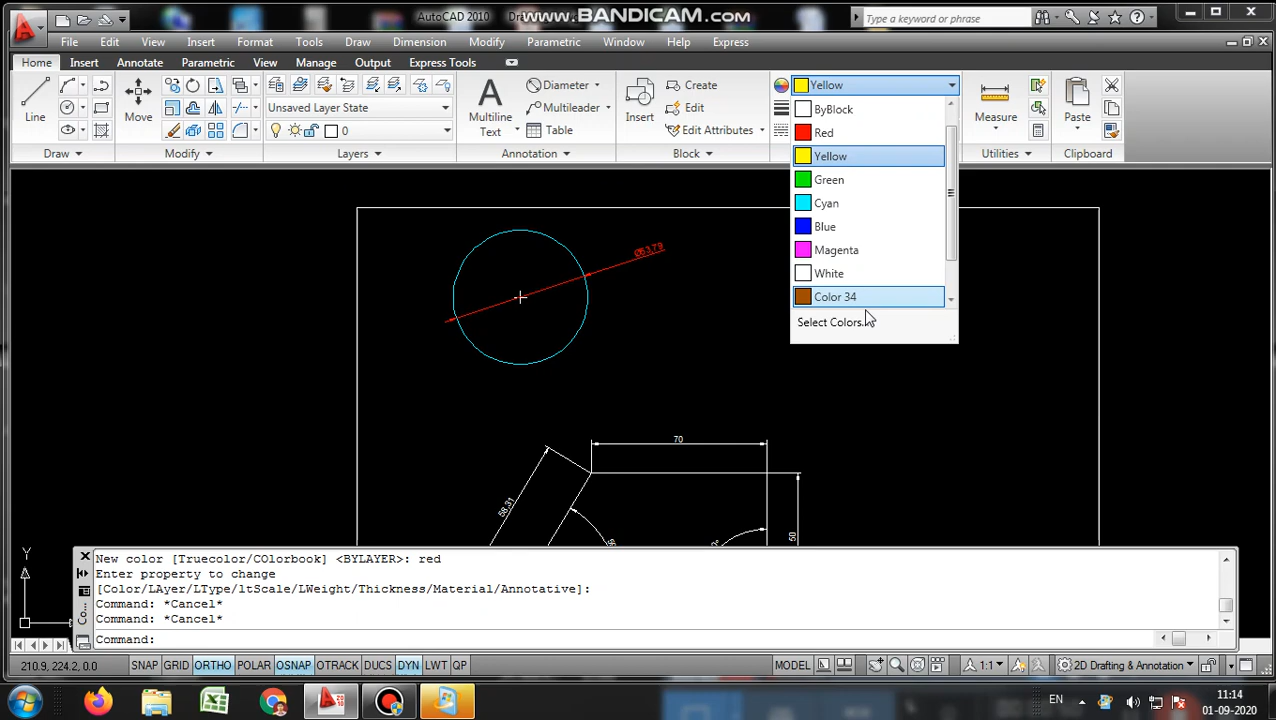 AutoCAD 2010
www.BANDICAM.com
Type a keyword or phrase
File Edit View Insert Format Tools Draw Dimension Modify Parametric Window Help Express
Home Insert Annotate Parametric View Manage Output Express Tools
Line
Move
Unsaved Layer State
0
Multiline Text
Diameter
Multileader
Table
Insert
Create
Edit
Edit Attributes
Yellow
Measure
Paste
Draw
Modify
Layers
Annotation
Block
Utilities
Clipboard
ByBlock
Red
Yellow
Green
Cyan
Blue
Magenta
White
Color 34
Select Colors...
Ø53,79
70
58,31
50
Y
New color [Truecolor/COlorbook] <BYLAYER>: red
Enter property to change
[Color/LAyer/LType/ltScale/LWeight/Thickness/Material/Annotative]:
Command: *Cancel*
Command: *Cancel*
Command:
210.9, 224.2, 0.0
SNAP GRID ORTHO POLAR OSNAP OTRACK DUCS DYN LWT QP
MODEL
1:1
2D Drafting & Annotation
EN
11:14
01-09-2020